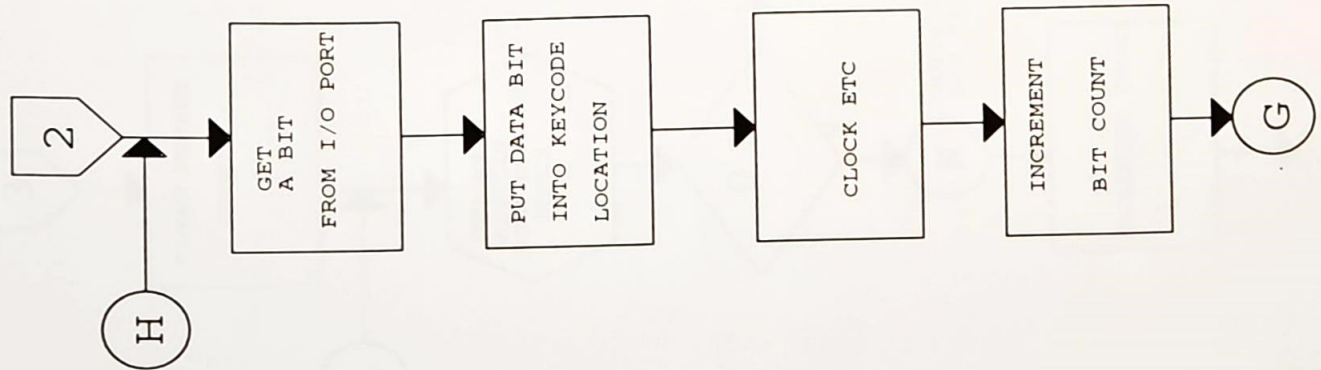 2
H
GET
A BIT
FROM I/O PORT
PUT DATA BIT
INTO KEYCODE
LOCATION
CLOCK ETC
INCREMENT
BIT COUNT
G